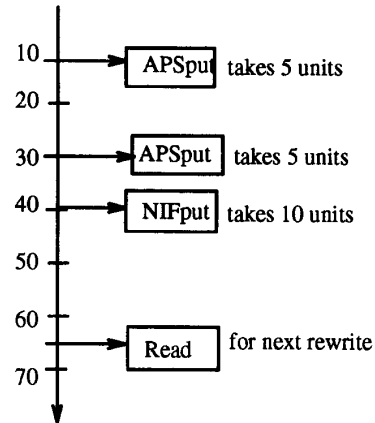 10 APSput takes 5 units
20
30 APSput takes 5 units
40 NIFput takes 10 units
50
60
Read for next rewrite
70